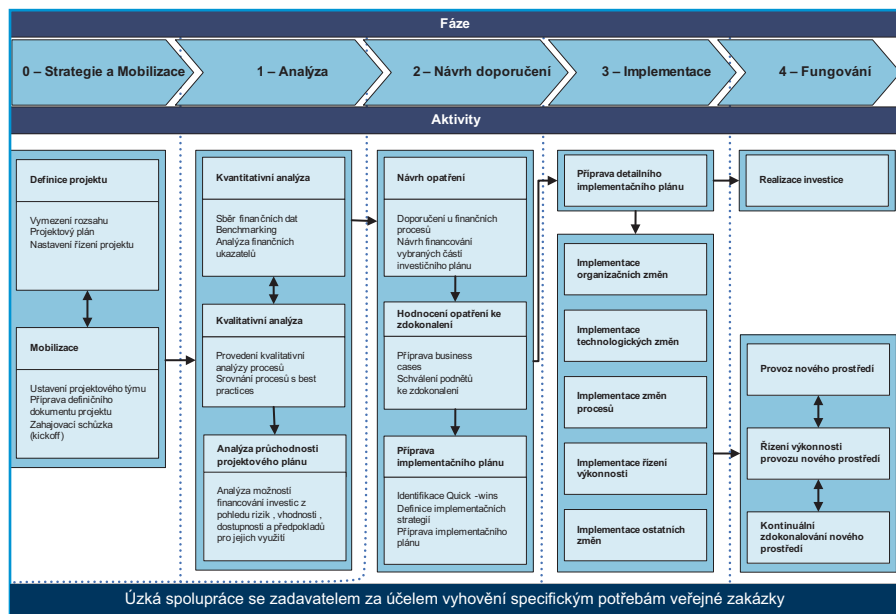 Fáze
0 – Strategie a Mobilizace
1 – Analýza
2 – Návrh doporučení
3 – Implementace
4 – Fungování
Aktivity
Definice projektu
Vymezení rozsahu
Projektový plán
Nastavení řízení projektu
Mobilizace
Ustavení projektového týmu
Příprava definičního
dokumentu projektu
Zahajovací schůzka
(kickoff)
Kvantitativní analýza
Sběr finančních dat
Benchmarking
Analýza finančních
ukazatelů
Kvalitativní analýza
Provedení kvalitativní
analýzy procesů
Srovnání procesů s best
practices
Analýza průchodnosti
projektového plánu
Analýza možností
financování investic z
pohledu rizik , vhodnosti ,
dostupnosti a předpokladů
pro jejich využití
Návrh opatření
Doporučení u finančních
procesů
Návrh financování
vybraných částí
investičního plánu
Hodnocení opatření ke
zdokonalení
Příprava business
cases
Schválení podnětů
ke zdokonalení
Příprava
implementačního plánu
Identifikace Quick -wins
Definice implementačních
strategií
Příprava implementačního
plánu
Příprava detailního
implementačního plánu
Implementace
organizačních změn
Implementace
technologických změn
Implementace změn
procesů
Implementace řízení
výkonnosti
Implementace ostatních
změn
Realizace investice
Provoz nového prostředí
Řízení výkonnosti
provozu nového prostředí
Kontinuální
zdokonalování nového
prostředí
Úzká spolupráce se zadavatelem za účelem vyhovění specifickým potřebám veřejné zakázky